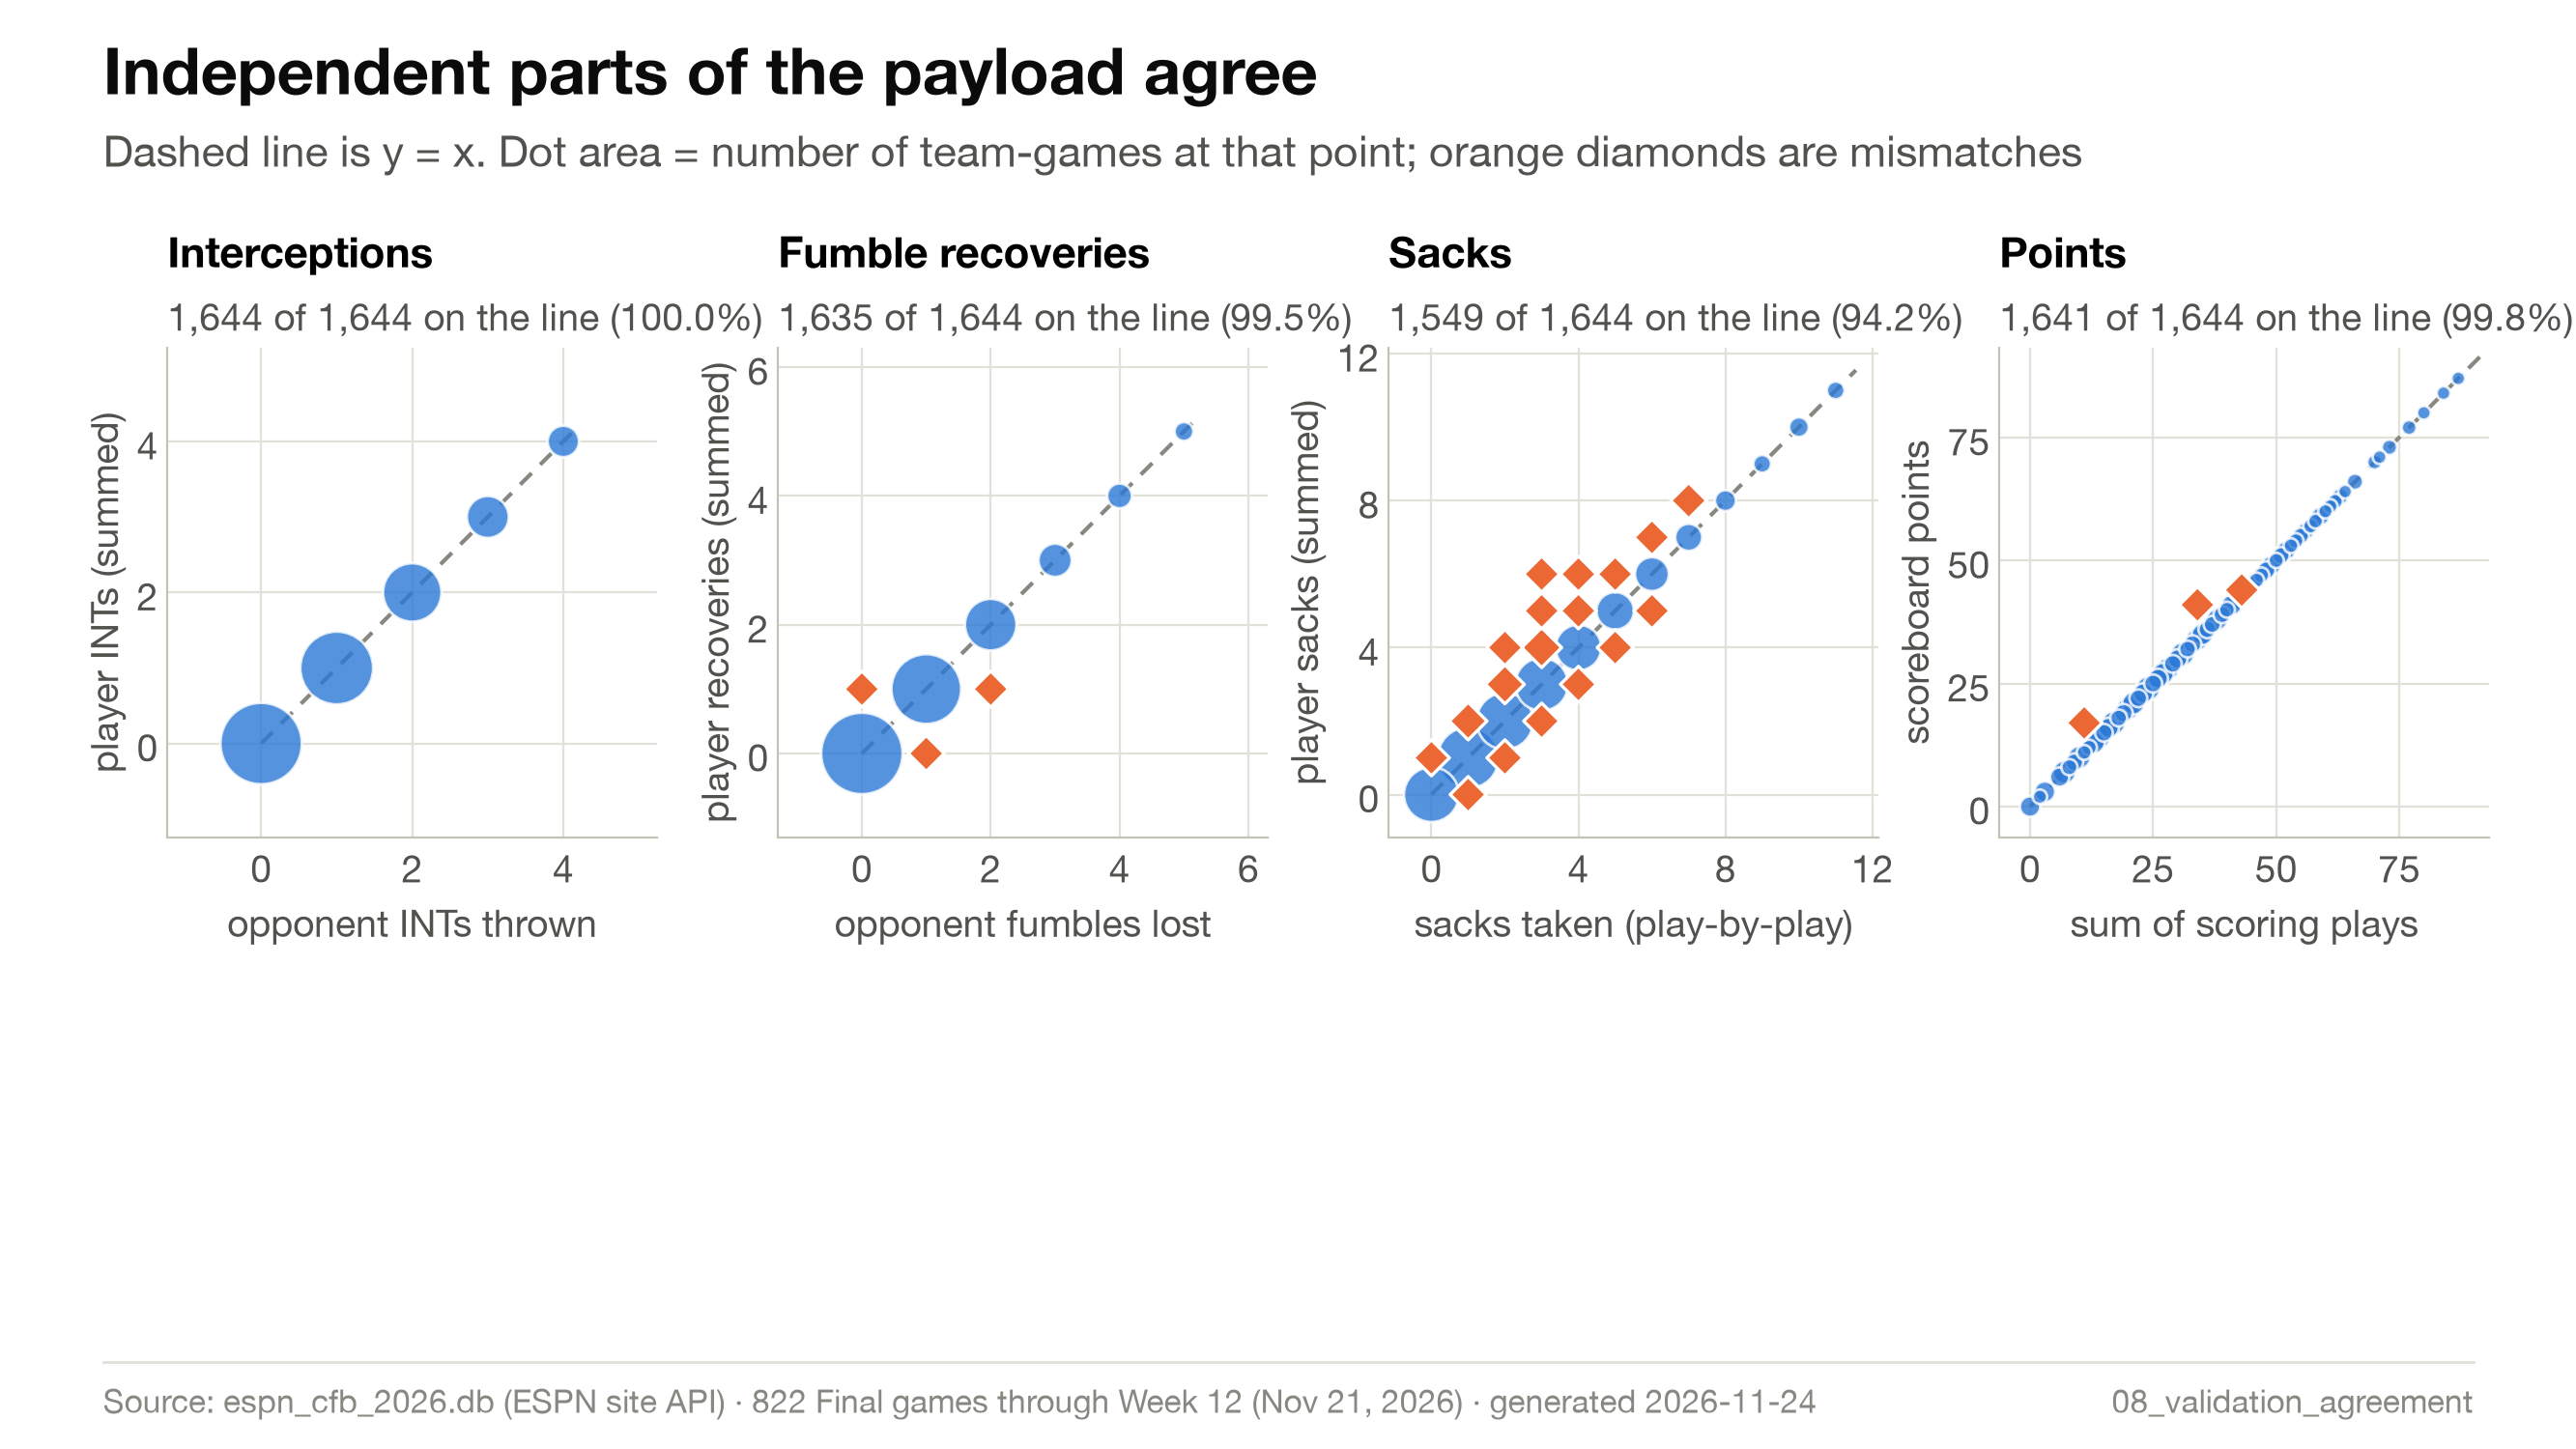 Independent parts of the payload agree
Dashed line is y = x. Dot area = number of team-games at that point; orange diamonds are mismatches
Interceptions
1,644 of 1,644 on the line (100.0%)
player INTs (summed)
4
2
0
0 2 4
opponent INTs thrown
Fumble recoveries
1,635 of 1,644 on the line (99.5%)
player recoveries (summed)
6
4
2
0
0 2 4 6
opponent fumbles lost
Sacks
1,549 of 1,644 on the line (94.2%)
player sacks (summed)
12
8
4
0
0 4 8 12
sacks taken (play-by-play)
Points
1,641 of 1,644 on the line (99.8%)
scoreboard points
75
50
25
0
0 25 50 75
sum of scoring plays
Source: espn_cfb_2026.db (ESPN site API) · 822 Final games through Week 12 (Nov 21, 2026) · generated 2026-11-24
08_validation_agreement